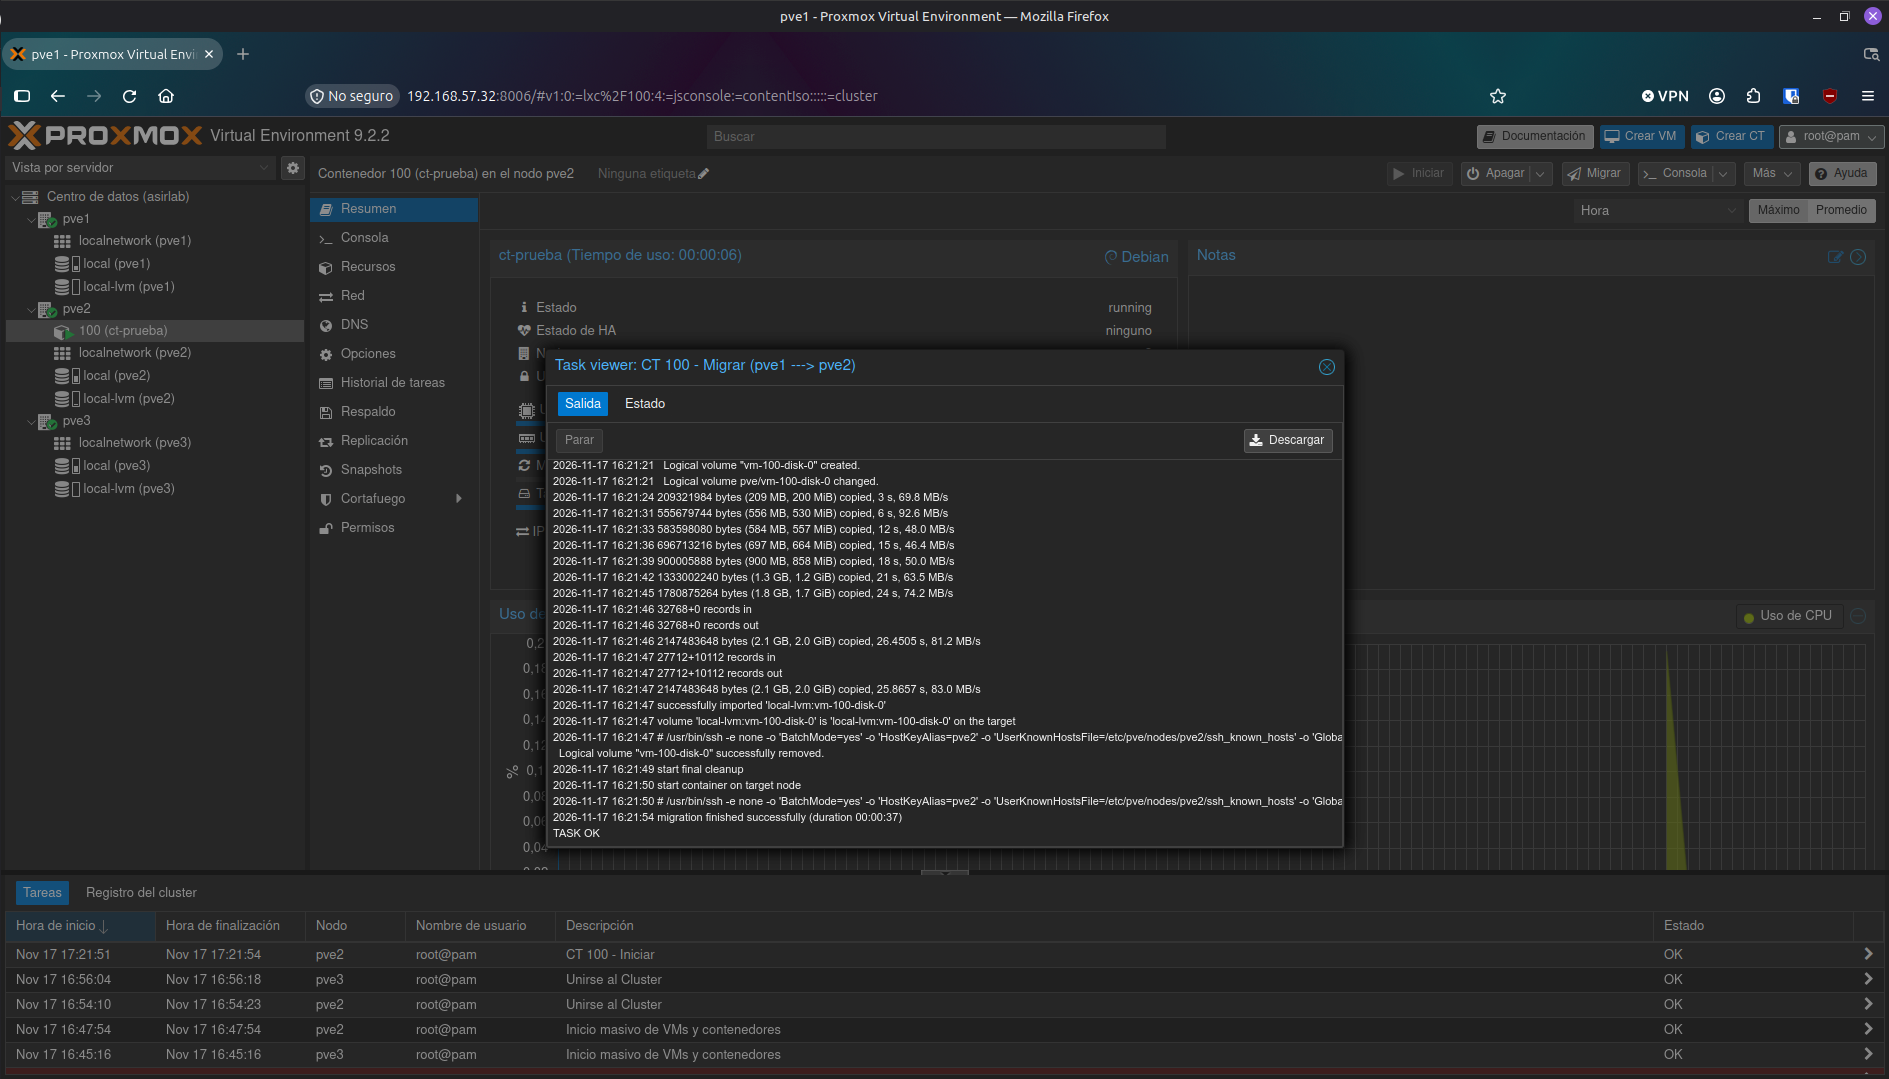 pve1 - Proxmox Virtual Environment — Mozilla Firefox
pve1 - Proxmox Virtual Envi
No seguro
192.168.57.32:8006/#v1:0:=lxc%2F100:4:=jsconsole:=contentIso:::::=cluster
VPN
PROXMOX Virtual Environment 9.2.2
Buscar
Documentación
Crear VM
Crear CT
root@pam
Vista por servidor
Contenedor 100 (ct-prueba) en el nodo pve2
Ninguna etiqueta
Iniciar
Apagar
Migrar
Consola
Más
Ayuda
Centro de datos (asirlab)
pve1
localnetwork (pve1)
local (pve1)
local-lvm (pve1)
pve2
100 (ct-prueba)
localnetwork (pve2)
local (pve2)
local-lvm (pve2)
pve3
localnetwork (pve3)
local (pve3)
local-lvm (pve3)
Resumen
Consola
Recursos
Red
DNS
Opciones
Historial de tareas
Respaldo
Replicación
Snapshots
Cortafuego
Permisos
Hora
Máximo
Promedio
ct-prueba (Tiempo de uso: 00:00:06)
Debian
Notas
Estado
running
Estado de HA
ninguno
IP
Uso de
Uso de CPU
0,18
0,16
0,14
0,1
0,08
0,06
0,04
%
Task viewer: CT 100 - Migrar (pve1 ---> pve2)
Salida
Estado
Parar
Descargar
2026-11-17 16:21:21 Logical volume "vm-100-disk-0" created.
2026-11-17 16:21:21 Logical volume pve/vm-100-disk-0 changed.
2026-11-17 16:21:24 209321984 bytes (209 MB, 200 MiB) copied, 3 s, 69.8 MB/s
2026-11-17 16:21:31 555679744 bytes (556 MB, 530 MiB) copied, 6 s, 92.6 MB/s
2026-11-17 16:21:33 583598080 bytes (584 MB, 557 MiB) copied, 12 s, 48.0 MB/s
2026-11-17 16:21:36 696713216 bytes (697 MB, 664 MiB) copied, 15 s, 46.4 MB/s
2026-11-17 16:21:39 900005888 bytes (900 MB, 858 MiB) copied, 18 s, 50.0 MB/s
2026-11-17 16:21:42 1333002240 bytes (1.3 GB, 1.2 GiB) copied, 21 s, 63.5 MB/s
2026-11-17 16:21:45 1780875264 bytes (1.8 GB, 1.7 GiB) copied, 24 s, 74.2 MB/s
2026-11-17 16:21:46 32768+0 records in
2026-11-17 16:21:46 32768+0 records out
2026-11-17 16:21:46 2147483648 bytes (2.1 GB, 2.0 GiB) copied, 26.4505 s, 81.2 MB/s
2026-11-17 16:21:47 27712+10112 records in
2026-11-17 16:21:47 27712+10112 records out
2026-11-17 16:21:47 2147483648 bytes (2.1 GB, 2.0 GiB) copied, 25.8657 s, 83.0 MB/s
2026-11-17 16:21:47 successfully imported 'local-lvm:vm-100-disk-0'
2026-11-17 16:21:47 volume 'local-lvm:vm-100-disk-0' is 'local-lvm:vm-100-disk-0' on the target
2026-11-17 16:21:47 # /usr/bin/ssh -e none -o 'BatchMode=yes' -o 'HostKeyAlias=pve2' -o 'UserKnownHostsFile=/etc/pve/nodes/pve2/ssh_known_hosts' -o 'Globa
Logical volume "vm-100-disk-0" successfully removed.
2026-11-17 16:21:49 start final cleanup
2026-11-17 16:21:50 start container on target node
2026-11-17 16:21:50 # /usr/bin/ssh -e none -o 'BatchMode=yes' -o 'HostKeyAlias=pve2' -o 'UserKnownHostsFile=/etc/pve/nodes/pve2/ssh_known_hosts' -o 'Globa
2026-11-17 16:21:54 migration finished successfully (duration 00:00:37)
TASK OK
Tareas
Registro del cluster
Hora de inicio
Hora de finalización
Nodo
Nombre de usuario
Descripción
Estado
Nov 17 17:21:51 Nov 17 17:21:54 pve2 root@pam CT 100 - Iniciar OK
Nov 17 16:56:04 Nov 17 16:56:18 pve3 root@pam Unirse al Cluster OK
Nov 17 16:54:10 Nov 17 16:54:23 pve2 root@pam Unirse al Cluster OK
Nov 17 16:47:54 Nov 17 16:47:54 pve2 root@pam Inicio masivo de VMs y contenedores OK
Nov 17 16:45:16 Nov 17 16:45:16 pve3 root@pam Inicio masivo de VMs y contenedores OK